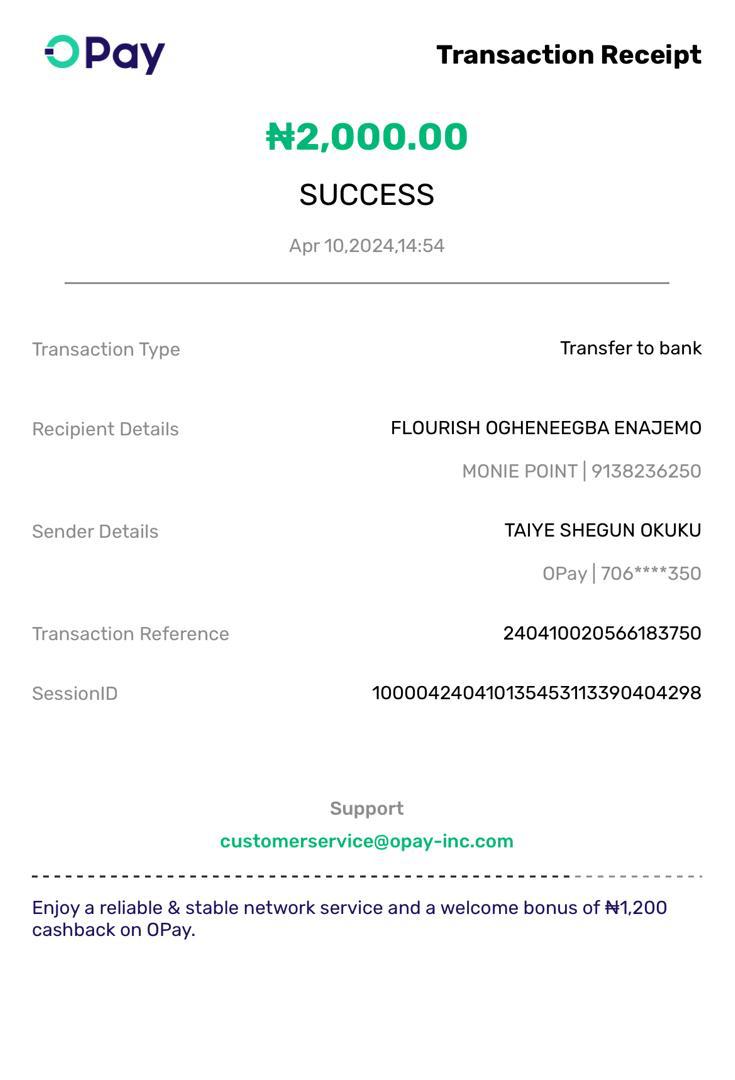 OPay
Transaction Receipt
₦2,000.00
SUCCESS
Apr 10,2024,14:54
Transaction Type
Transfer to bank
Recipient Details
FLOURISH OGHENEEGBA ENAJEMO
MONIE POINT | 9138236250
Sender Details
TAIYE SHEGUN OKUKU
OPay | 706****350
Transaction Reference
240410020566183750
SessionID
100004240410135453113390404298
Support
customerservice@opay-inc.com
Enjoy a reliable & stable network service and a welcome bonus of ₦1,200
cashback on OPay.